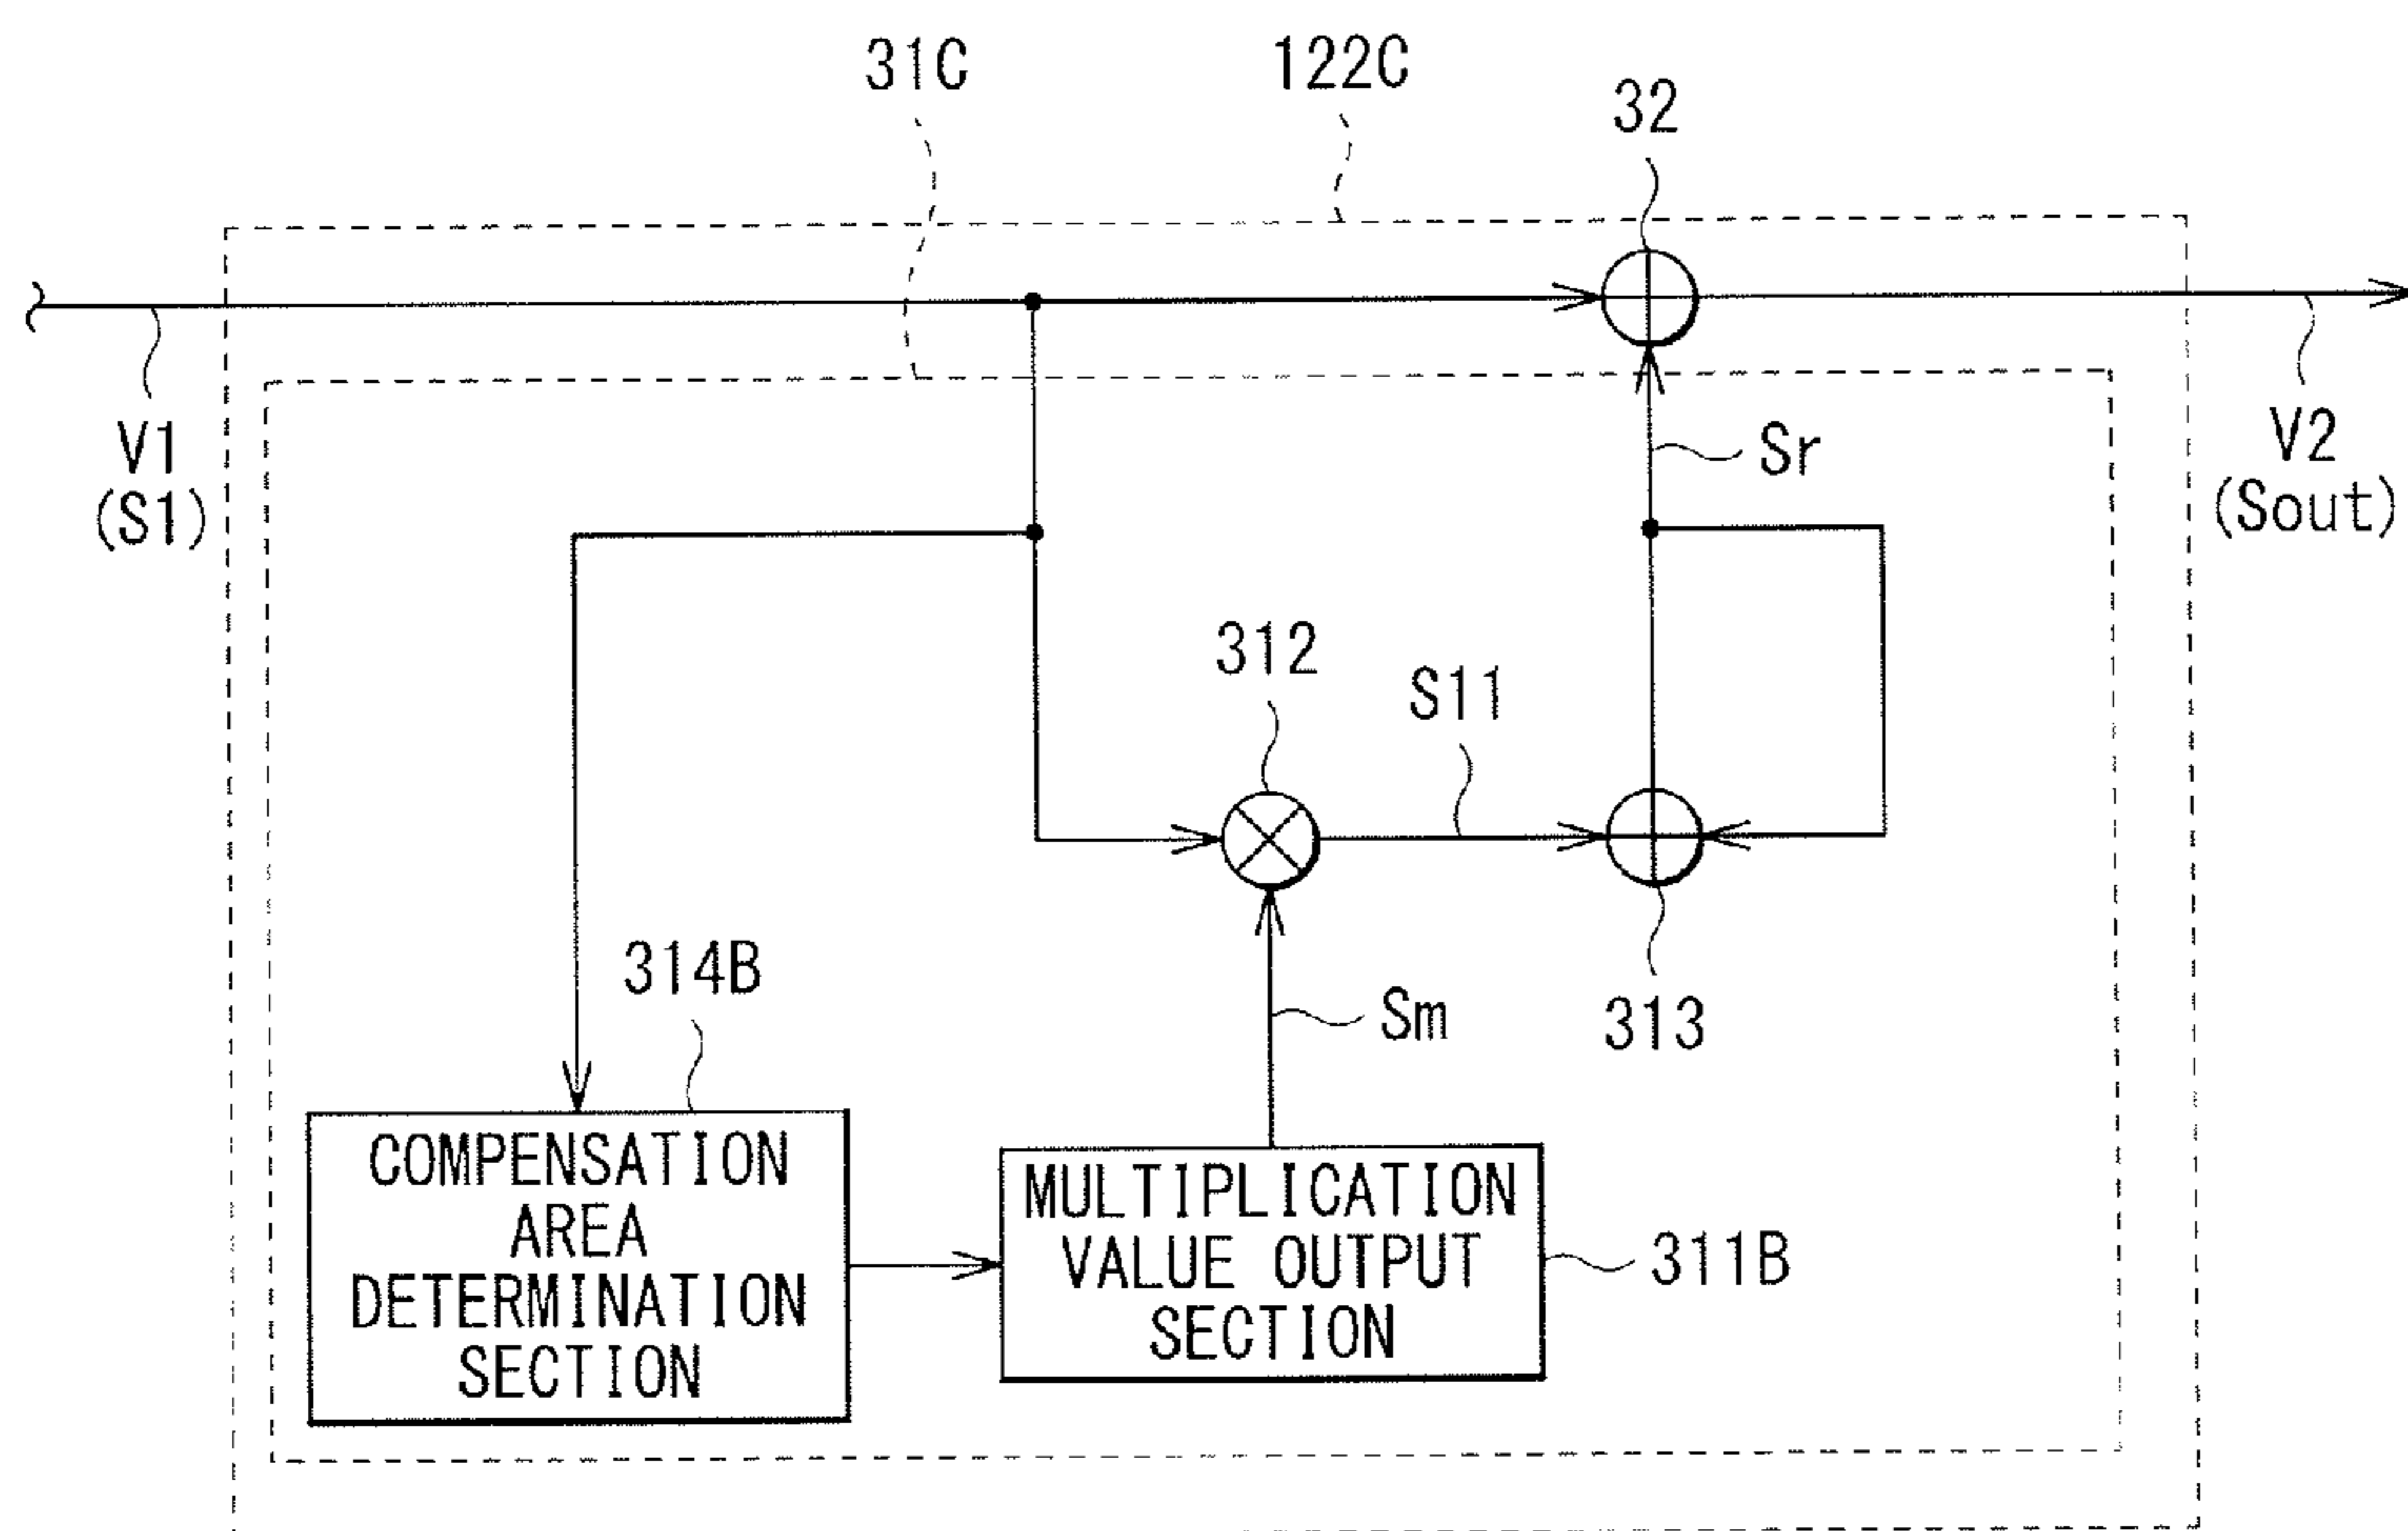 31C
122C
32
V1
(S1)
Sr
V2
(Sout)
312
S11
314B
Sm
313
COMPENSATION
AREA
DETERMINATION
SECTION
MULTIPLICATION
VALUE OUTPUT
SECTION
311B